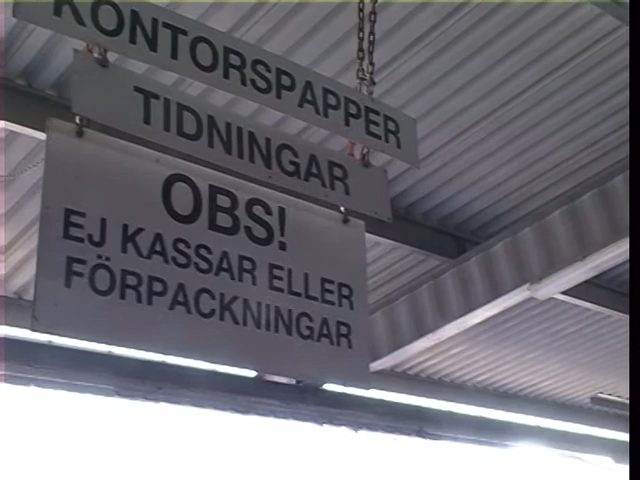 KONTORSPAPPER
TIDNINGAR
OBS!
EJ KASSAR ELLER
FÖRPACKNINGAR